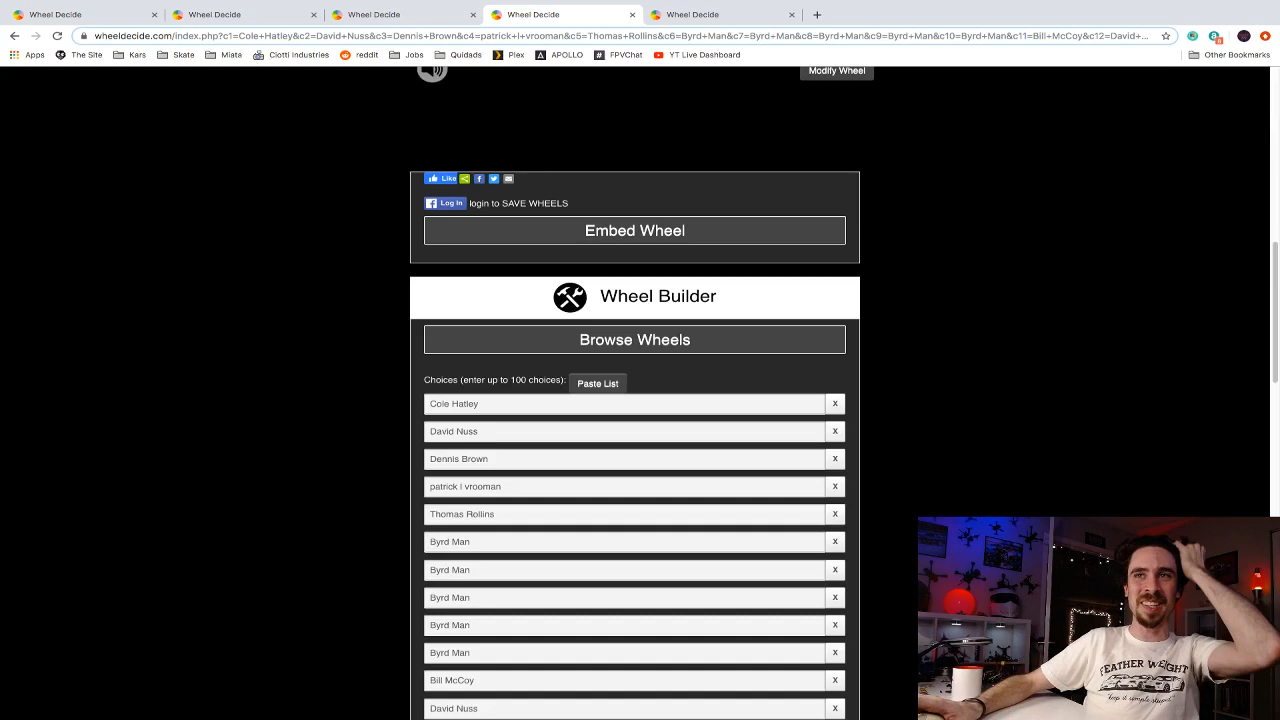 Wheel Decide
Wheel Decide
Wheel Decide
Wheel Decide
Wheel Decide
wheeldecide.com/index.php?c1=Cole+Hatley&c2=David+Nuss&c3=Dennis+Brown&c4=patrick+l+vrooman&c5=Thomas+Rollins&c6=Byrd+Man&c7=Byrd+Man&c8=Byrd+Man&c9=Byrd+Man&c10=Byrd+Man&c11=Bill+McCoy&c12=David+...
Apps
The Site
Kars
Skate
Miata
Ciotti Industries
reddit
Jobs
Quidads
Plex
APOLLO
FPVChat
YT Live Dashboard
Other Bookmarks
Modify Wheel
Like
Log In login to SAVE WHEELS
Embed Wheel
Wheel Builder
Browse Wheels
Choices (enter up to 100 choices): Paste List
Cole Hatley X
David Nuss X
Dennis Brown X
patrick l vrooman X
Thomas Rollins X
Byrd Man X
Byrd Man X
Byrd Man X
Byrd Man X
Byrd Man X
Bill McCoy X
David Nuss X
FEATHER WEIGHT
keep it simple stupid